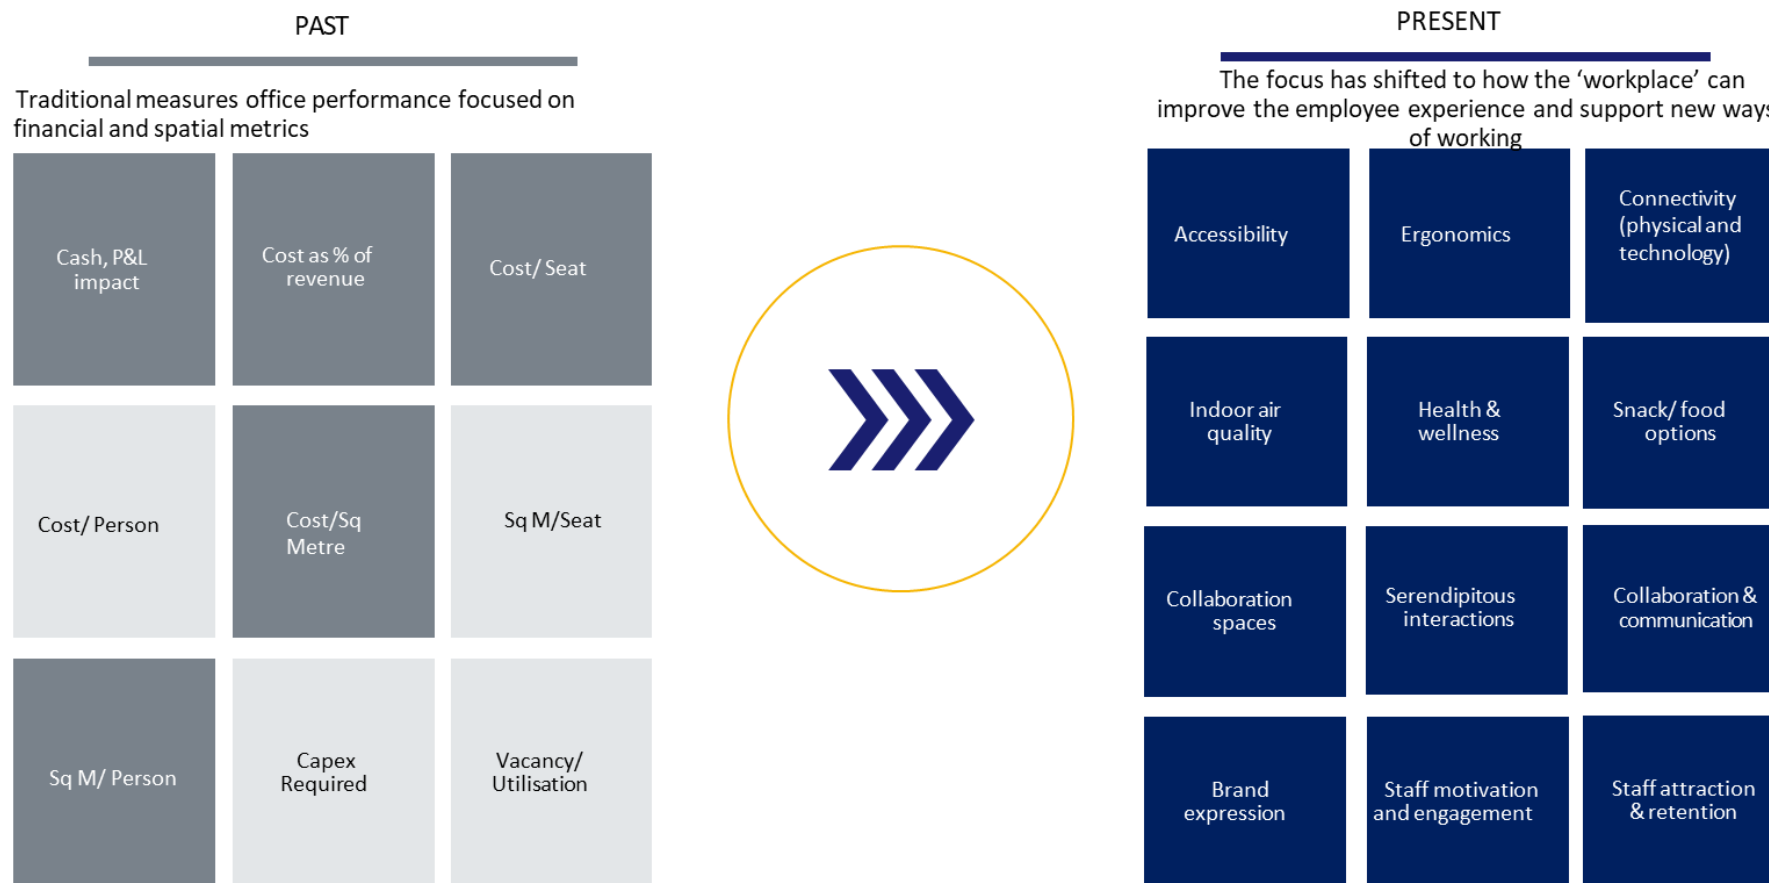 PAST
Traditional measures office performance focused on
financial and spatial metrics
Cash, P&L
impact
Cost as % of
revenue
Cost/ Seat
Cost/ Person
Cost/Sq
Metre
Sq M/Seat
Sq M/ Person
Capex
Required
Vacancy/
Utilisation
PRESENT
The focus has shifted to how the ‘workplace’ can
improve the employee experience and support new ways
of working
Accessibility
Ergonomics
Connectivity
(physical and
technology)
Indoor air
quality
Health &
wellness
Snack/ food
options
Collaboration
spaces
Serendipitous
interactions
Collaboration &
communication
Brand
expression
Staff motivation
and engagement
Staff attraction
& retention